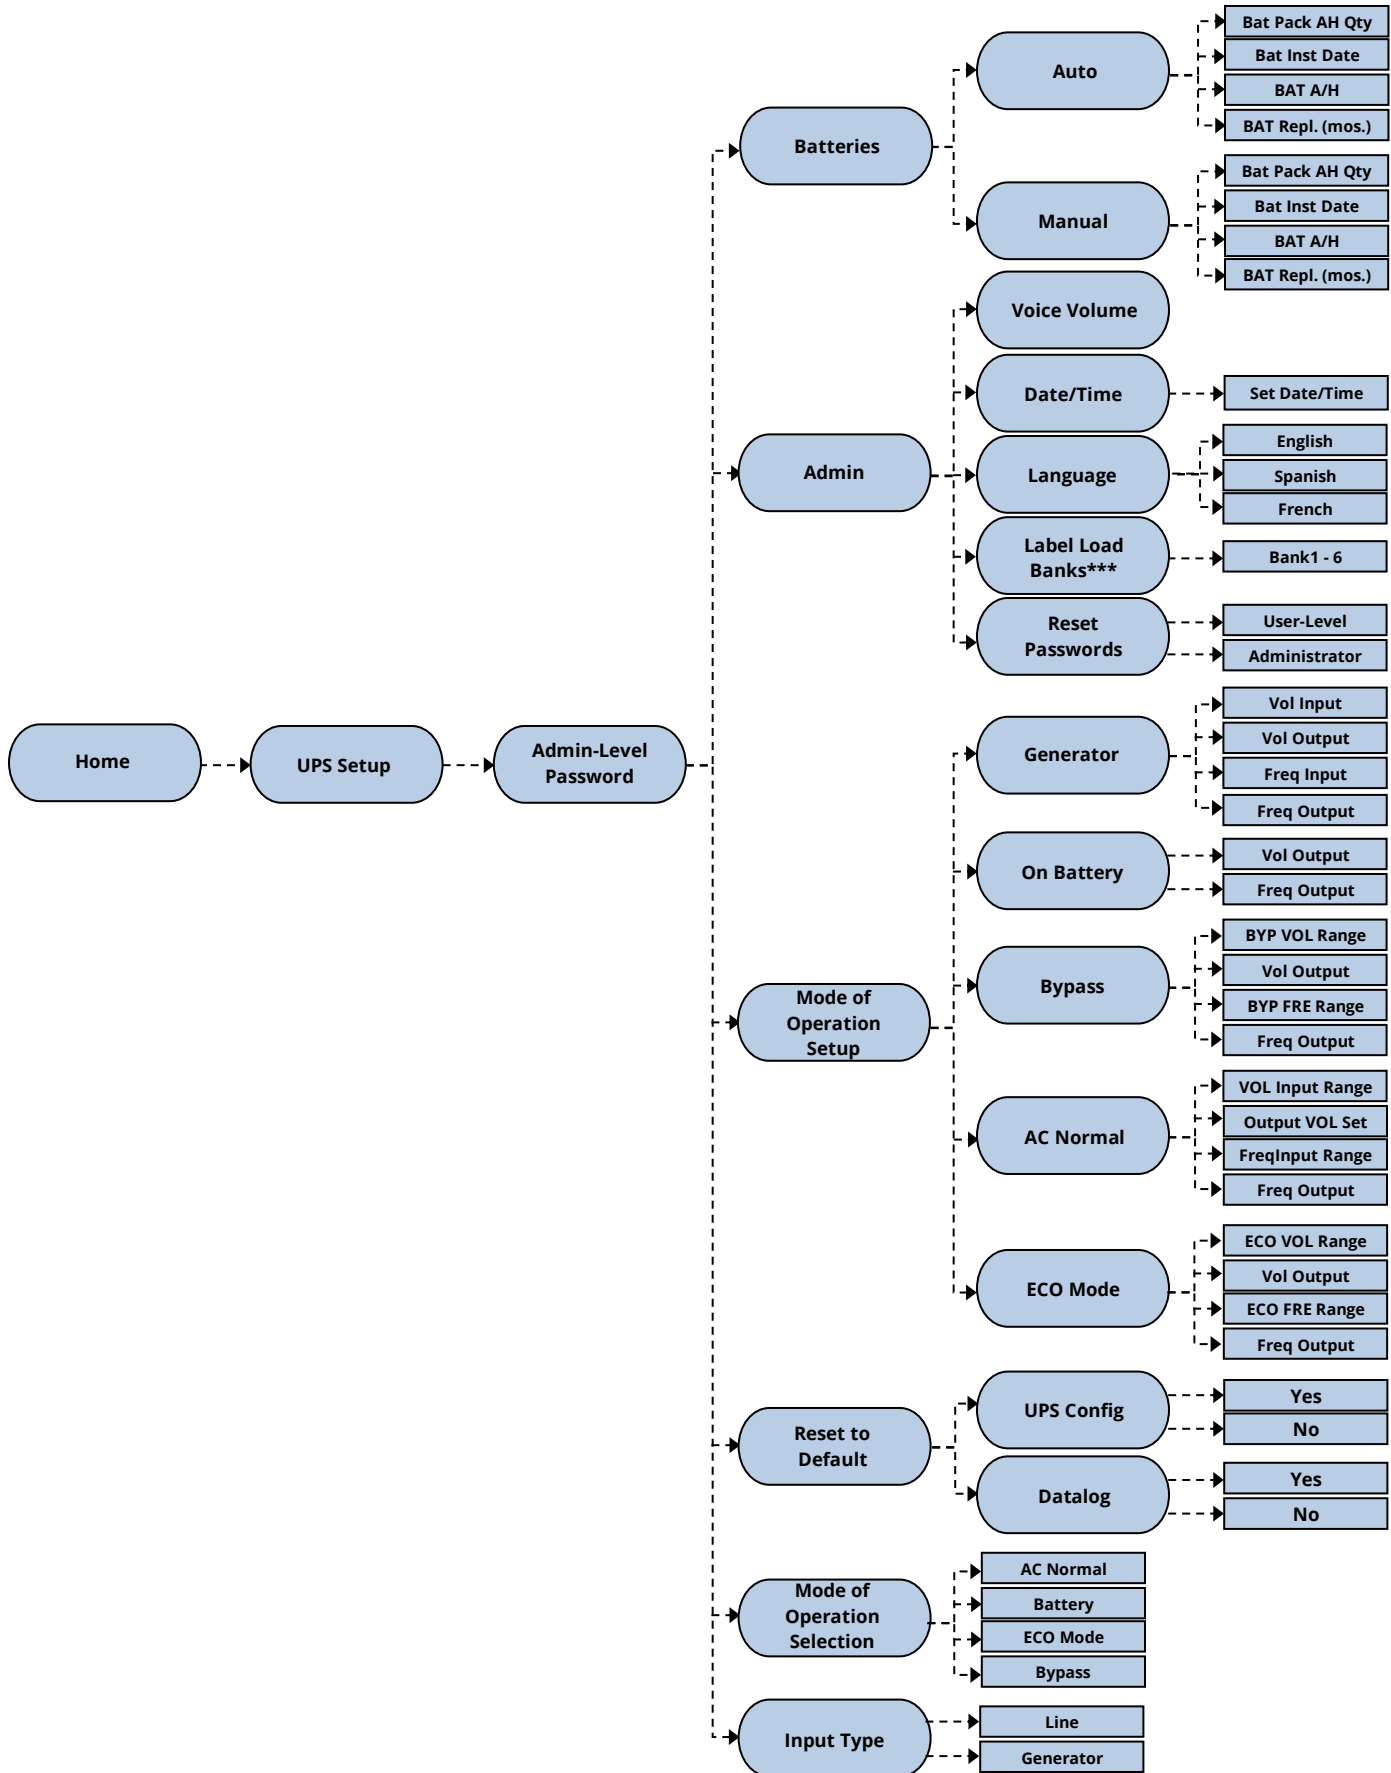 Home
UPS Setup
Admin-Level
Password
Batteries
Auto
Bat Pack AH Qty
Bat Inst Date
BAT A/H
BAT Repl. (mos.)
Manual
Bat Pack AH Qty
Bat Inst Date
BAT A/H
BAT Repl. (mos.)
Admin
Voice Volume
Date/Time
Set Date/Time
Language
English
Spanish
French
Label Load
Banks***
Bank1 - 6
Reset
Passwords
User-Level
Administrator
Mode of
Operation
Setup
Generator
Vol Input
Vol Output
Freq Input
Freq Output
On Battery
Vol Output
Freq Output
Bypass
BYP VOL Range
Vol Output
BYP FRE Range
Freq Output
AC Normal
VOL Input Range
Output VOL Set
FreqInput Range
Freq Output
ECO Mode
ECO VOL Range
Vol Output
ECO FRE Range
Freq Output
Reset to
Default
UPS Config
Yes
No
Datalog
Yes
No
Mode of
Operation
Selection
AC Normal
Battery
ECO Mode
Bypass
Input Type
Line
Generator